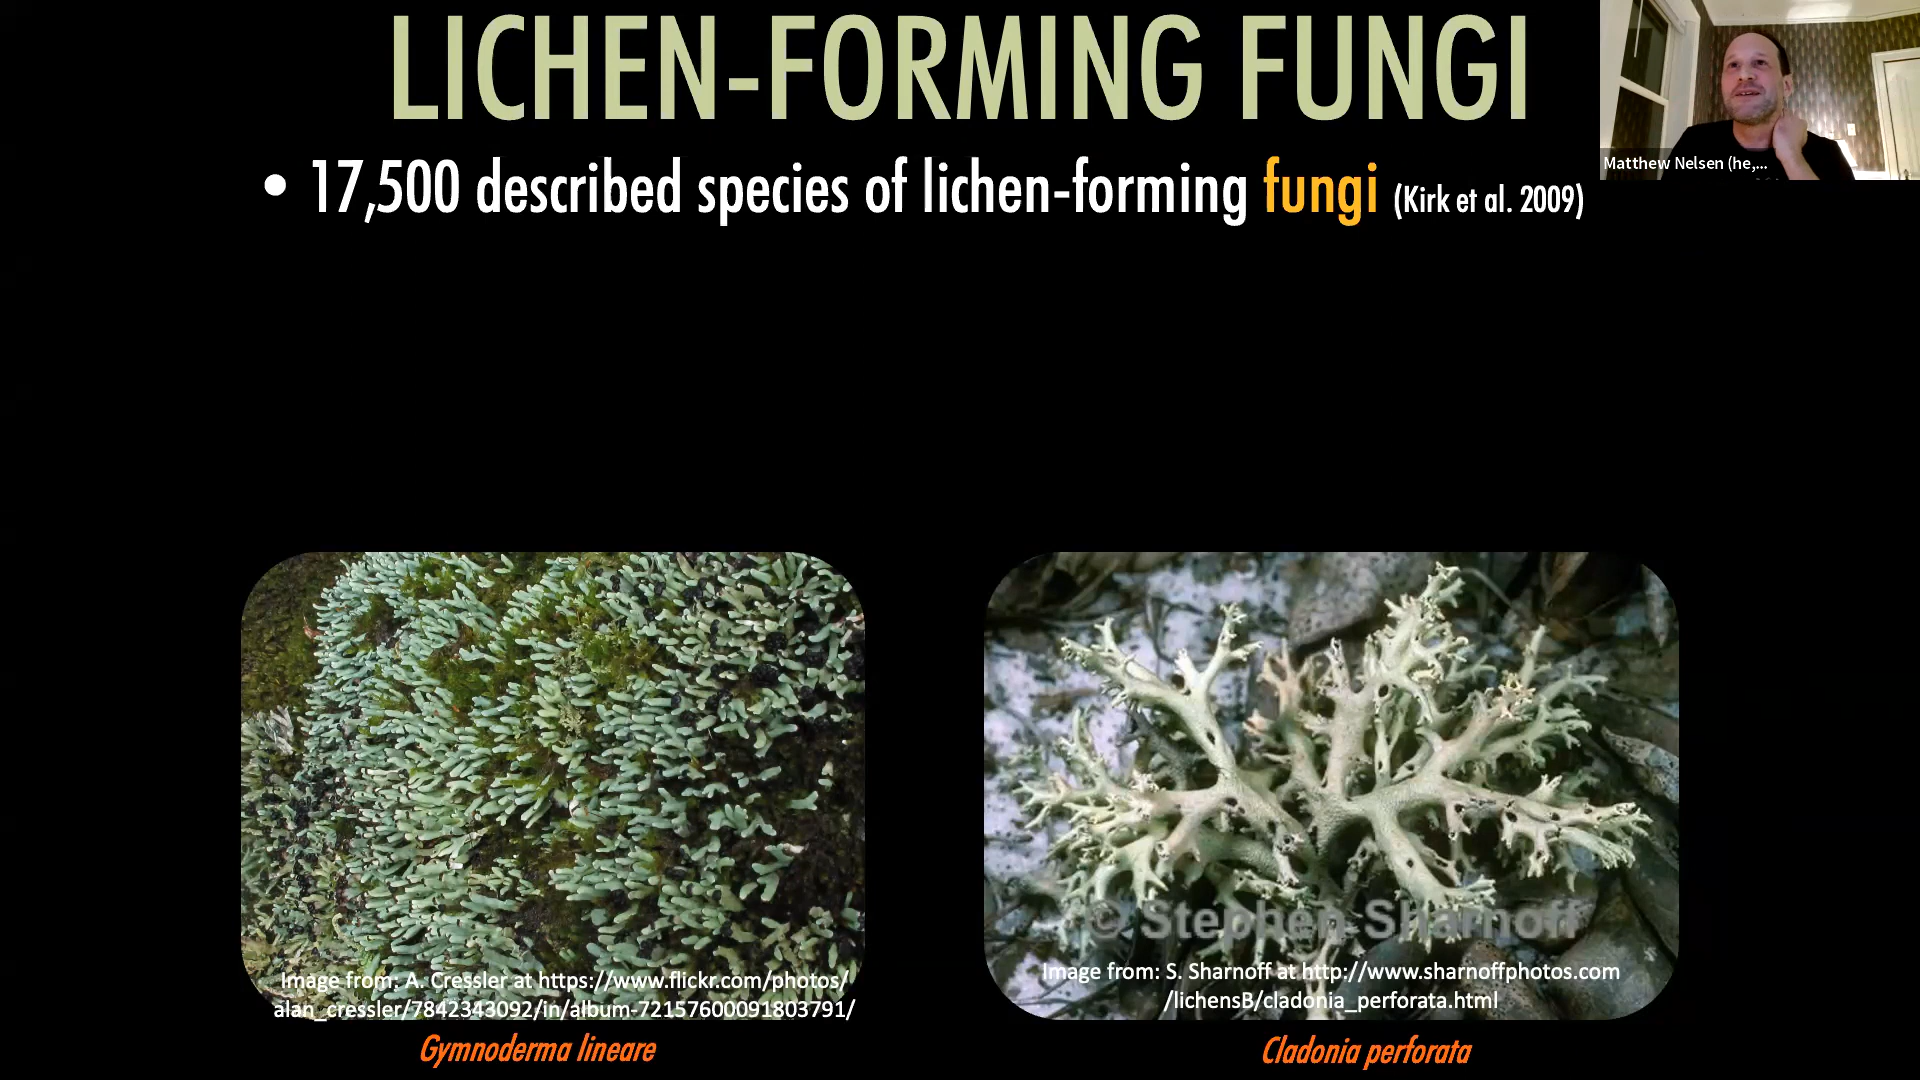 LICHEN-FORMING FUNGI
• 17,500 described species of lichen-forming fungi (Kirk et al. 2009)
Matthew Nelsen (he,...
© Stephen Sharnoff
Image from: A. Cressler at https://www.flickr.com/photos/
alan_cressler/7842343092/in/album-72157600091803791/
Image from: S. Sharnoff at http://www.sharnoffphotos.com
/lichensB/cladonia_perforata.html
Gymnoderma lineare
Cladonia perforata